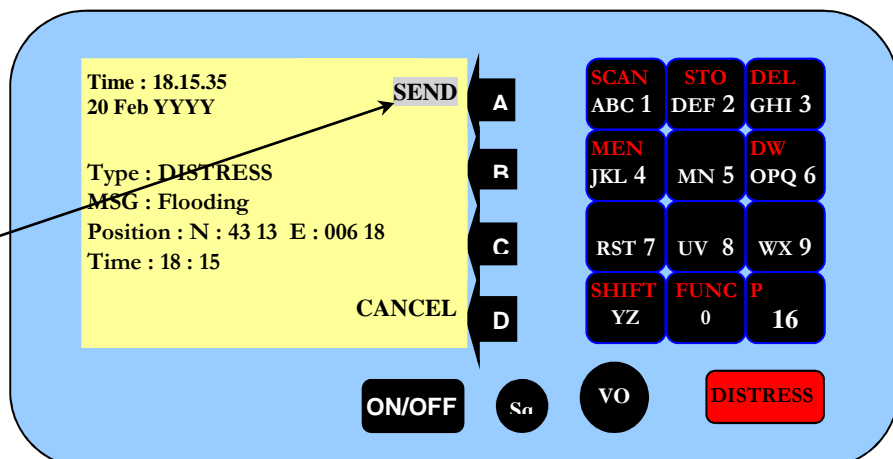 Time : 18.15.35
20 Feb YYYY
SEND
Type : DISTRESS
MSG : Flooding
Position : N : 43 13 E : 006 18
Time : 18 : 15
CANCEL
A
B
C
D
SCAN STO DEL
ABC 1 DEF 2 GHI 3
MEN DW
JKL 4 MN 5 OPQ 6
RST 7 UV 8 WX 9
SHIFT FUNC P
YZ 0 16
ON/OFF Sq VO DISTRESS